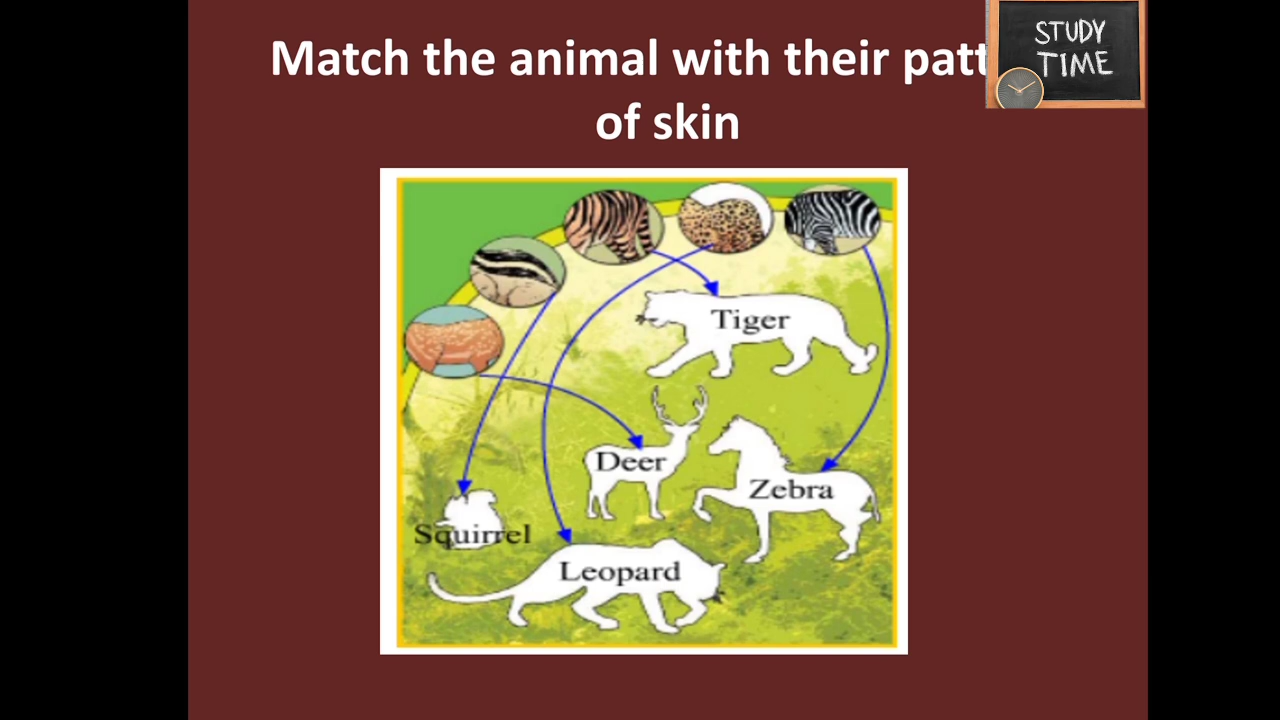 Match the animal with their patt
of skin
STUDY
TIME
Tiger
Deer
Zebra
Squirrel
Leopard